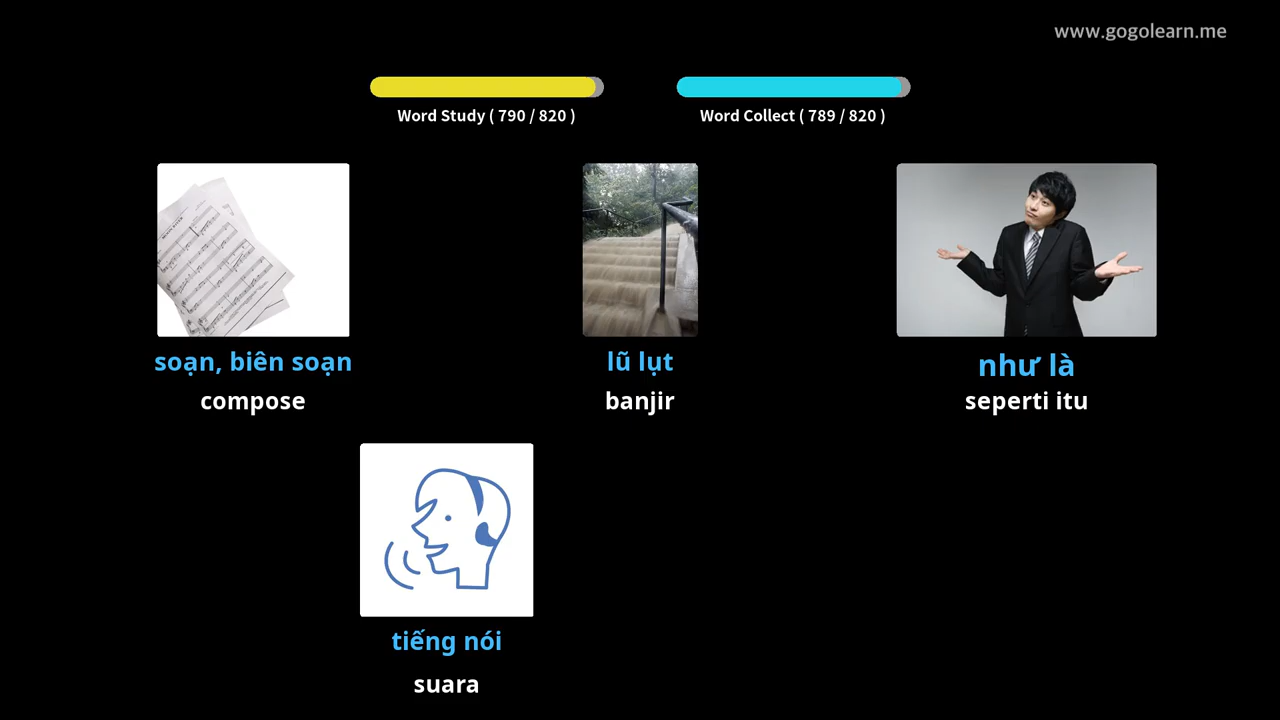 www.gogolearn.me
Word Study ( 790 / 820 )
Word Collect ( 789 / 820 )
soạn, biên soạn
compose
lũ lụt
banjir
như là
seperti itu
tiếng nói
suara